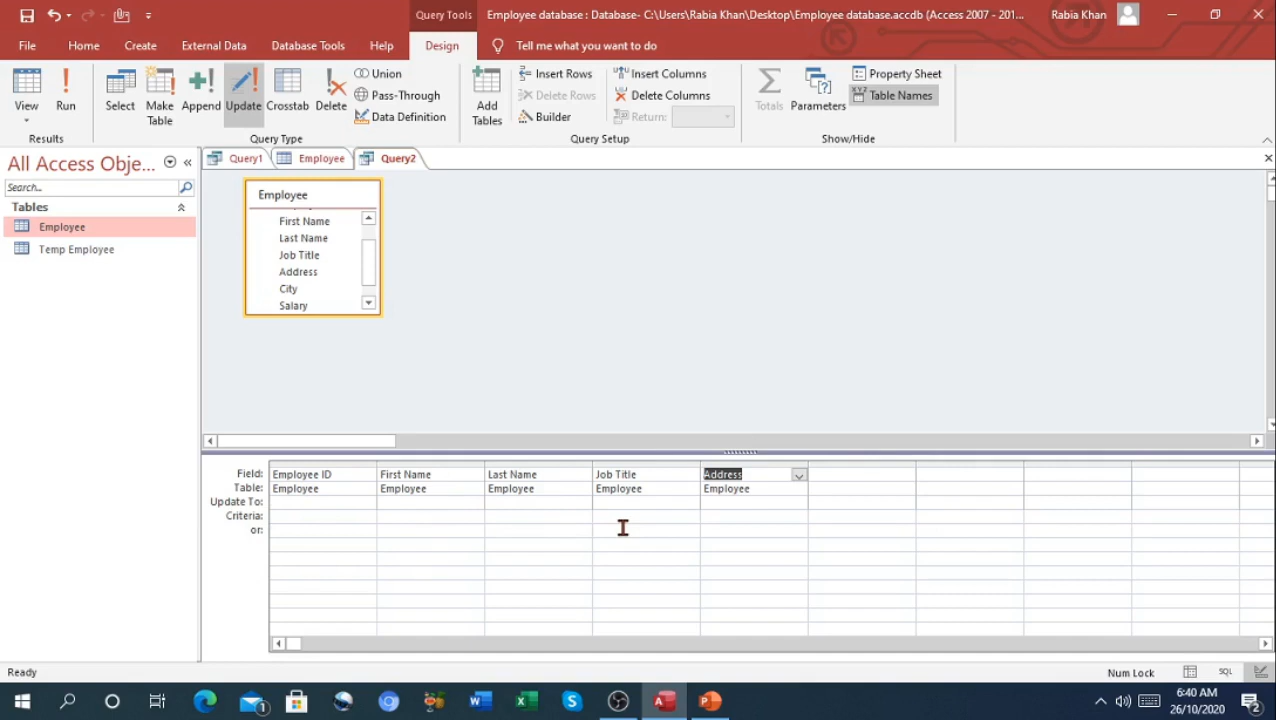 Query Tools Employee database : Database- C:\Users\Rabia Khan\Desktop\Employee database.accdb (Access 2007 - 201... Rabia Khan
File Home Create External Data Database Tools Help Design Tell me what you want to do
View Run Select Make Table Append Update Crosstab Delete
Union
Pass-Through
Data Definition
Add Tables
Insert Rows
Delete Rows
Builder
Insert Columns
Delete Columns
Return:
Totals Parameters
Property Sheet
XYZ Table Names
Results Query Type Query Setup Show/Hide
All Access Obje...
Search...
Tables
Employee
Temp Employee
Query1 Employee Query2
Employee
First Name
Last Name
Job Title
Address
City
Salary
Field: Employee ID First Name Last Name Job Title Address
Table: Employee Employee Employee Employee Employee
Update To:
Criteria:
or:
Ready Num Lock SQL
1 6:40 AM
26/10/2020 2